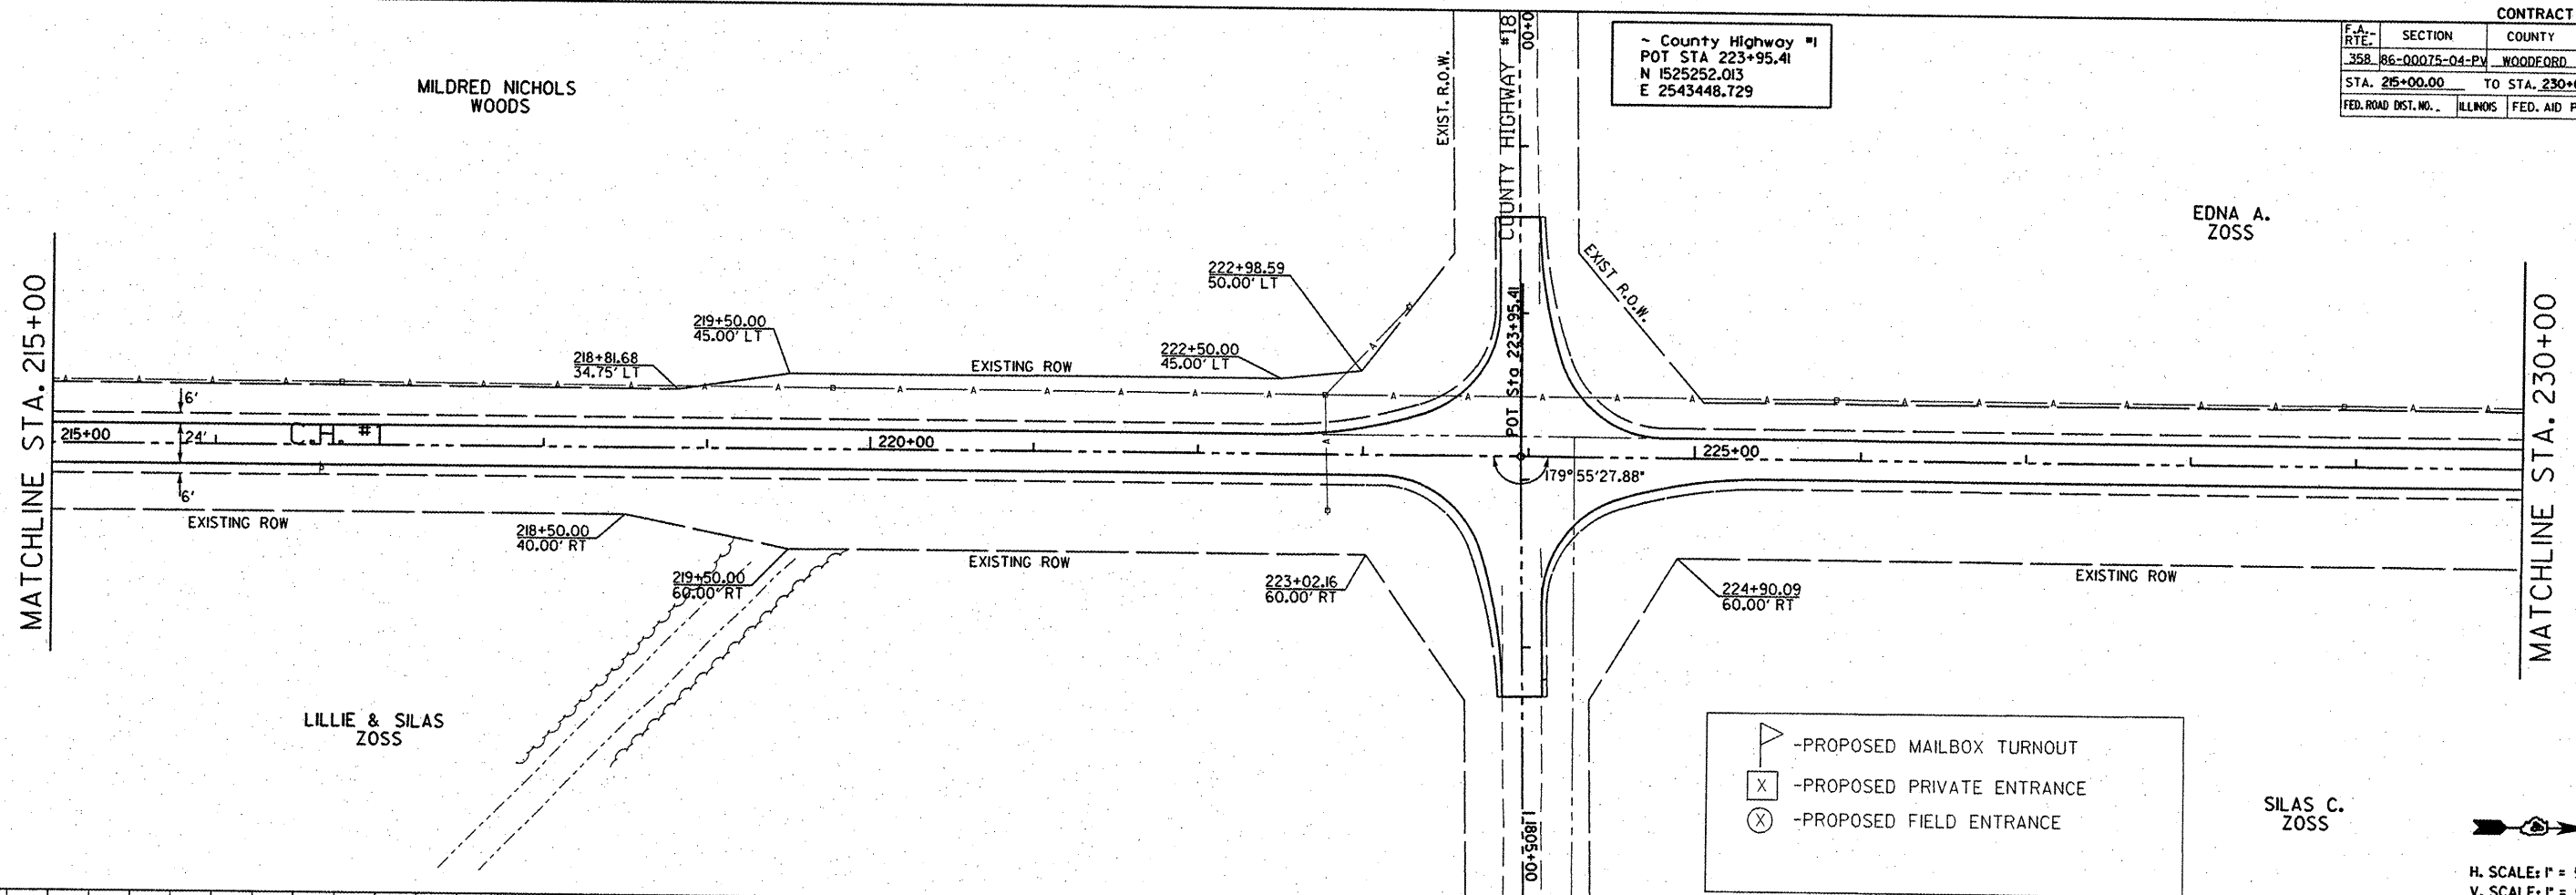 CONTRACT
F.A.- RTE. SECTION COUNTY
358 86-00075-04-PV WOODFORD
STA. 215+00.00 TO STA. 230+
FED. ROAD DIST. NO. ILLINOIS FED. AID P
~ County Highway #1
POT STA 223+95.41
N 1525252.013
E 2543448.729
MILDRED NICHOLS
WOODS
EXIST. R.O.W.
COUNTY HIGHWAY #18
00+0
EDNA A.
ZOSS
EXIST R.O.W.
MATCHLINE STA. 215+00
218+81.68
34.75' LT
219+50.00
45.00' LT
EXISTING ROW
222+50.00
45.00' LT
222+98.59
50.00' LT
POT Sta 223+95.41
MATCHLINE STA. 230+00
6'
24'
6'
215+00
C.H. #1
220+00
225+00
179° 55'27.88"
P
EXISTING ROW
218+50.00
40.00' RT
219+50.00
60.00' RT
EXISTING ROW
223+02.16
60.00' RT
224+90.09
60.00' RT
EXISTING ROW
LILLIE & SILAS
ZOSS
1805+00
-PROPOSED MAILBOX TURNOUT
X -PROPOSED PRIVATE ENTRANCE
X -PROPOSED FIELD ENTRANCE
SILAS C.
ZOSS
H. SCALE: 1" =
V. SCALE: 1" =